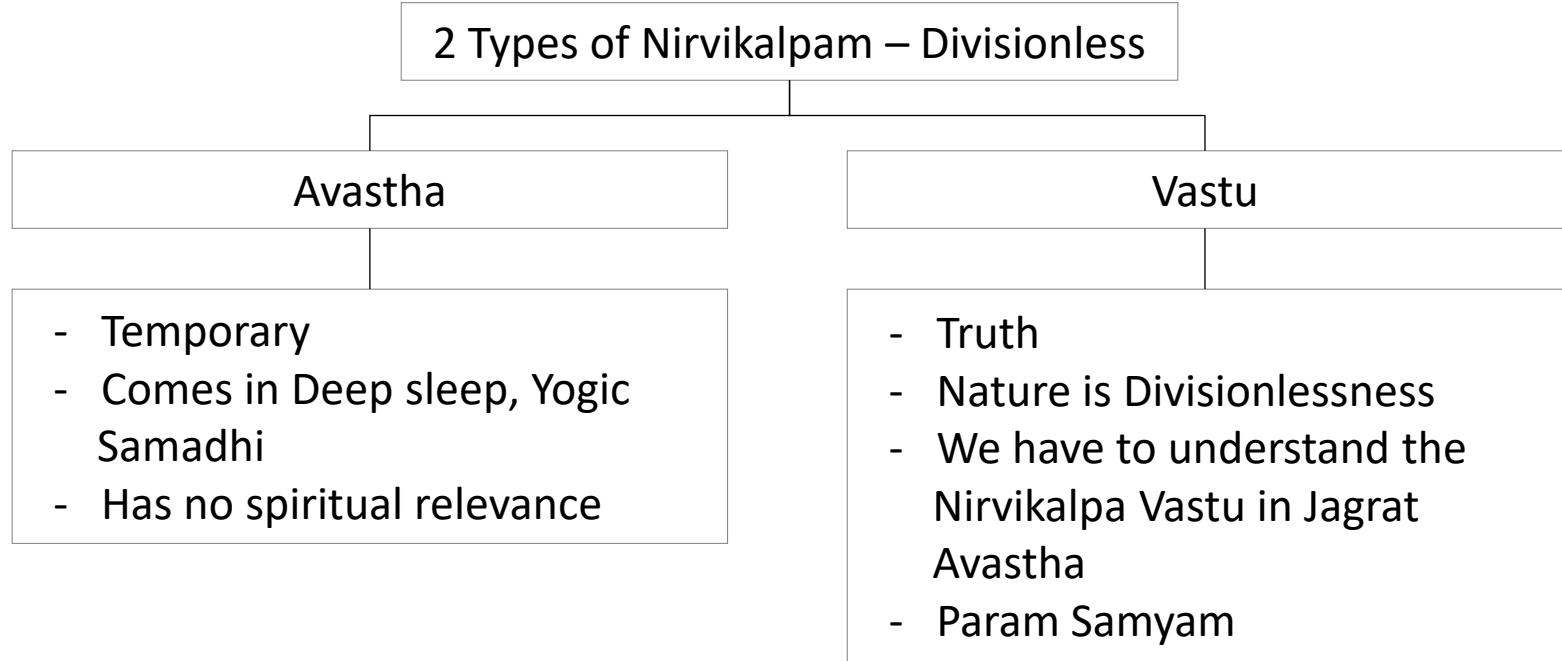 2 Types of Nirvikalpam – Divisionless
Avastha
- Temporary
- Comes in Deep sleep, Yogic
Samadhi
- Has no spiritual relevance
Vastu
- Truth
- Nature is Divisionlessness
- We have to understand the
Nirvikalpa Vastu in Jagrat
Avastha
- Param Samyam